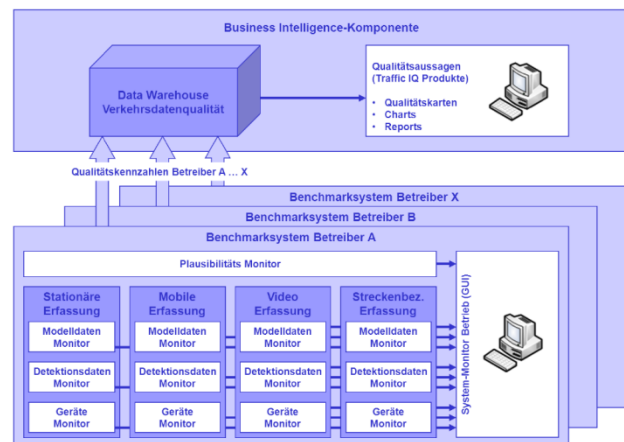 Business Intelligence-Komponente
Data Warehouse
Verkehrsdatenqualität
Qualitätsaussagen
(Traffic IQ Produkte)
• Qualitätskarten
• Charts
• Reports
Qualitätskennzahlen Betreiber A ... X
Benchmarksystem Betreiber X
Benchmarksystem Betreiber B
Benchmarksystem Betreiber A
Plausibilitäts Monitor
Stationäre
Erfassung
Modelldaten
Monitor
Detektionsdaten
Monitor
Geräte
Monitor
Mobile
Erfassung
Modelldaten
Monitor
Detektionsdaten
Monitor
Geräte
Monitor
Video
Erfassung
Modelldaten
Monitor
Detektionsdaten
Monitor
Geräte
Monitor
Streckenbez.
Erfassung
Modelldaten
Monitor
Detektionsdaten
Monitor
Geräte
Monitor
System-Monitor Betrieb (GUI)